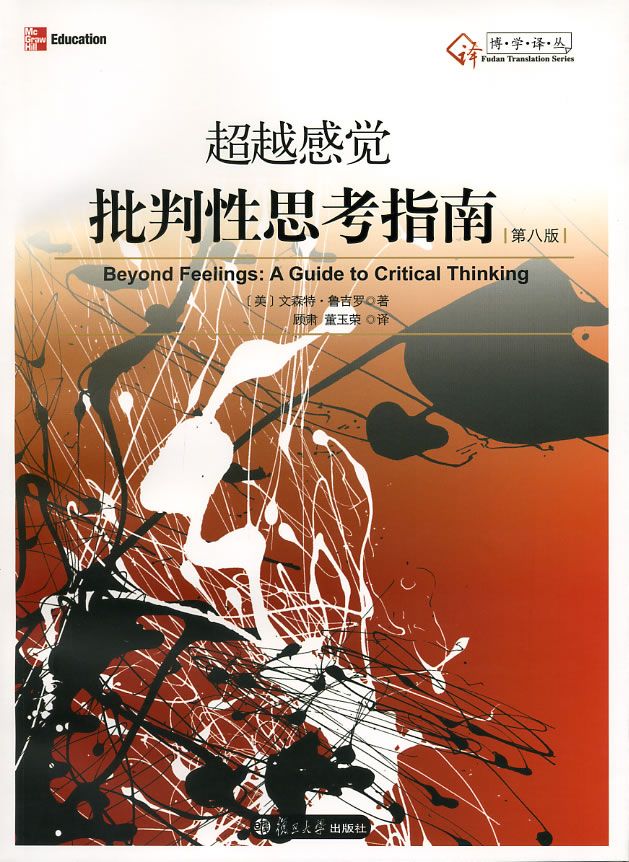 Mc
Graw
Hill
Education
译
博·学·译·丛
Fudan Translation Series
超越感觉
批判性思考指南
第八版
Beyond Feelings: A Guide to Critical Thinking
〔美〕文森特·鲁吉罗◎著
顾肃 董玉荣◎译
復旦大學出版社